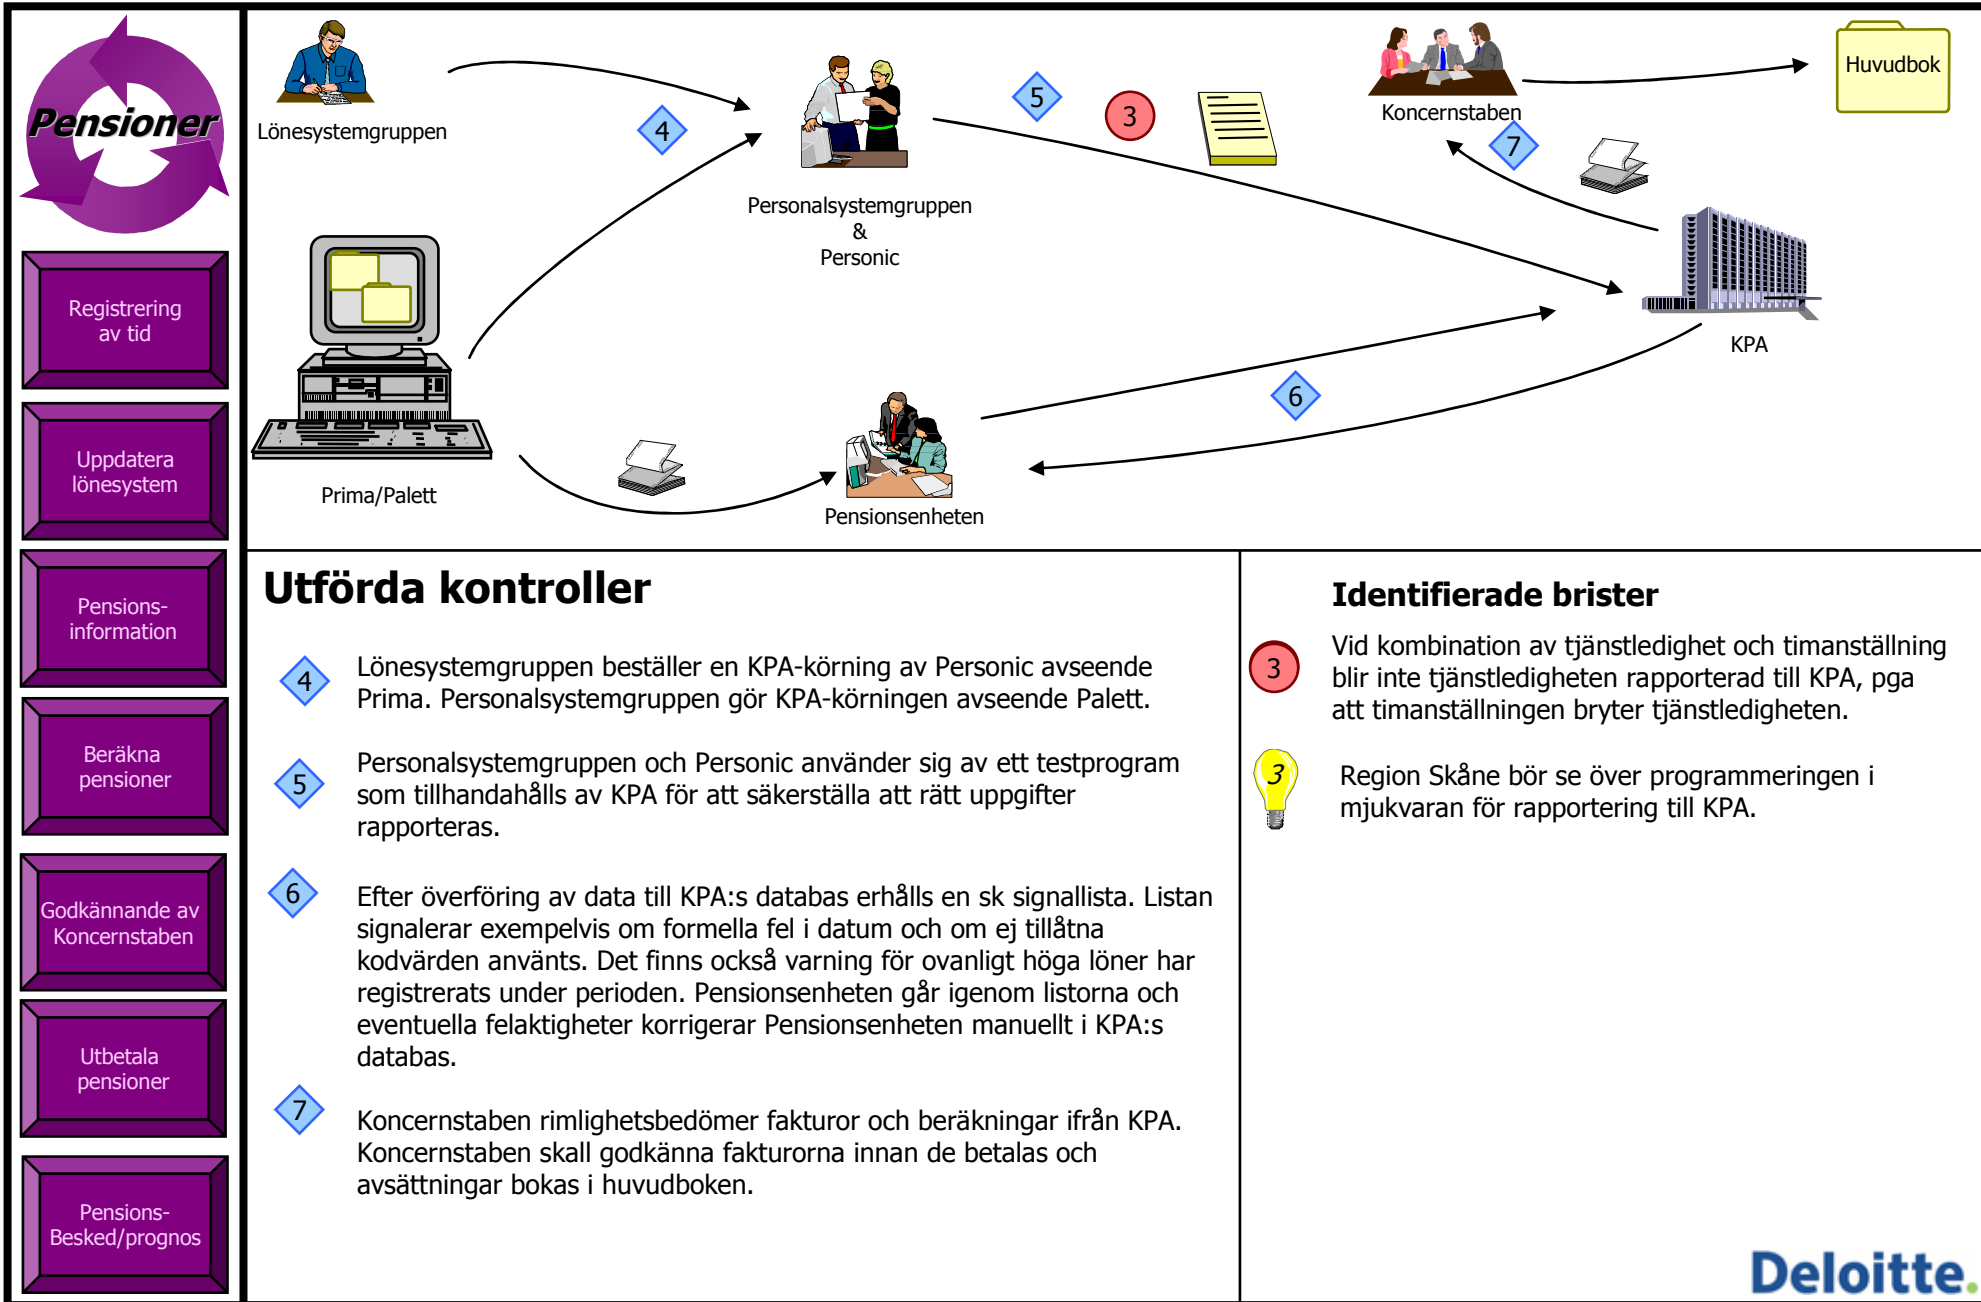 Pensioner
Registrering
av tid
Uppdatera
lönesystem
Pensions-
information
Beräkna
pensioner
Godkännande av
Koncernstaben
Utbetala
pensioner
Pensions-
Besked/prognos
Lönesystemgruppen
4
Personalsystemgruppen
&
Personic
5
3
Koncernstaben
7
Huvudbok
KPA
6
Prima/Palett
Pensionsenheten
Utförda kontroller
4
Lönesystemgruppen beställer en KPA-körning av Personic avseende
Prima. Personalsystemgruppen gör KPA-körningen avseende Palett.
5
Personalsystemgruppen och Personic använder sig av ett testprogram
som tillhandahålls av KPA för att säkerställa att rätt uppgifter
rapporteras.
6
Efter överföring av data till KPA:s databas erhålls en sk signallista. Listan
signalerar exempelvis om formella fel i datum och om ej tillåtna
kodvärden använts. Det finns också varning för ovanligt höga löner har
registrerats under perioden. Pensionsenheten går igenom listorna och
eventuella felaktigheter korrigerar Pensionsenheten manuellt i KPA:s
databas.
7
Koncernstaben rimlighetsbedömer fakturor och beräkningar ifrån KPA.
Koncernstaben skall godkänna fakturorna innan de betalas och
avsättningar bokas i huvudboken.
Identifierade brister
3
Vid kombination av tjänstledighet och timanställning
blir inte tjänstledigheten rapporterad till KPA, pga
att timanställningen bryter tjänstledigheten.
3
Region Skåne bör se över programmeringen i
mjukvaran för rapportering till KPA.
Deloitte.